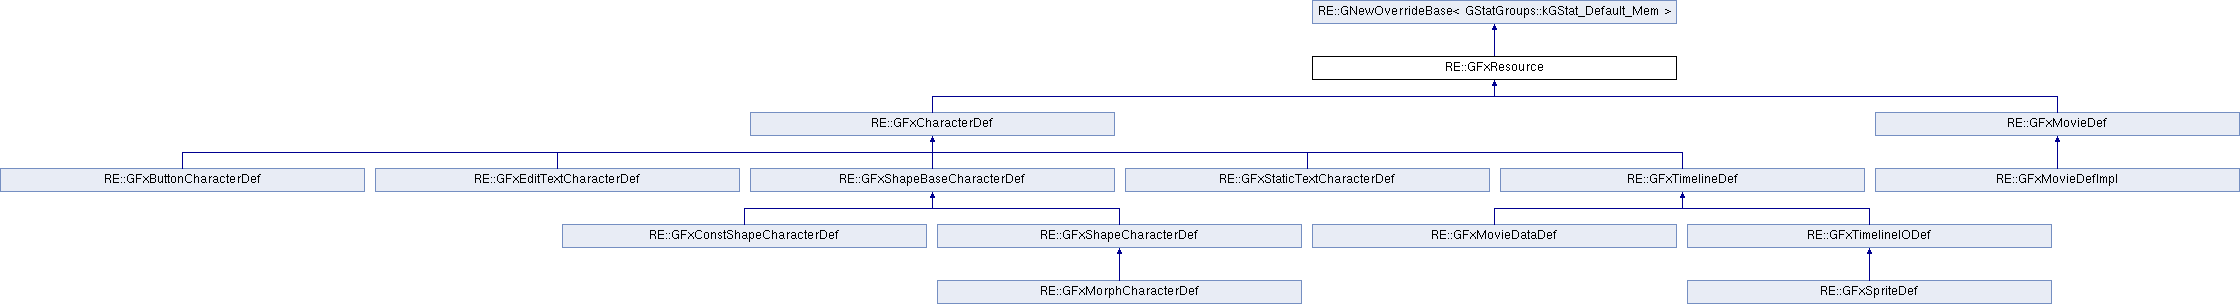 RE::GNewOverrideBase< GStatGroups::kGStat_Default_Mem >
RE::GFxResource
RE::GFxCharacterDef
RE::GFxMovieDef
RE::GFxButtonCharacterDef
RE::GFxEditTextCharacterDef
RE::GFxShapeBaseCharacterDef
RE::GFxStaticTextCharacterDef
RE::GFxTimelineDef
RE::GFxMovieDefImpl
RE::GFxConstShapeCharacterDef
RE::GFxShapeCharacterDef
RE::GFxMovieDataDef
RE::GFxTimelineIODef
RE::GFxMorphCharacterDef
RE::GFxSpriteDef